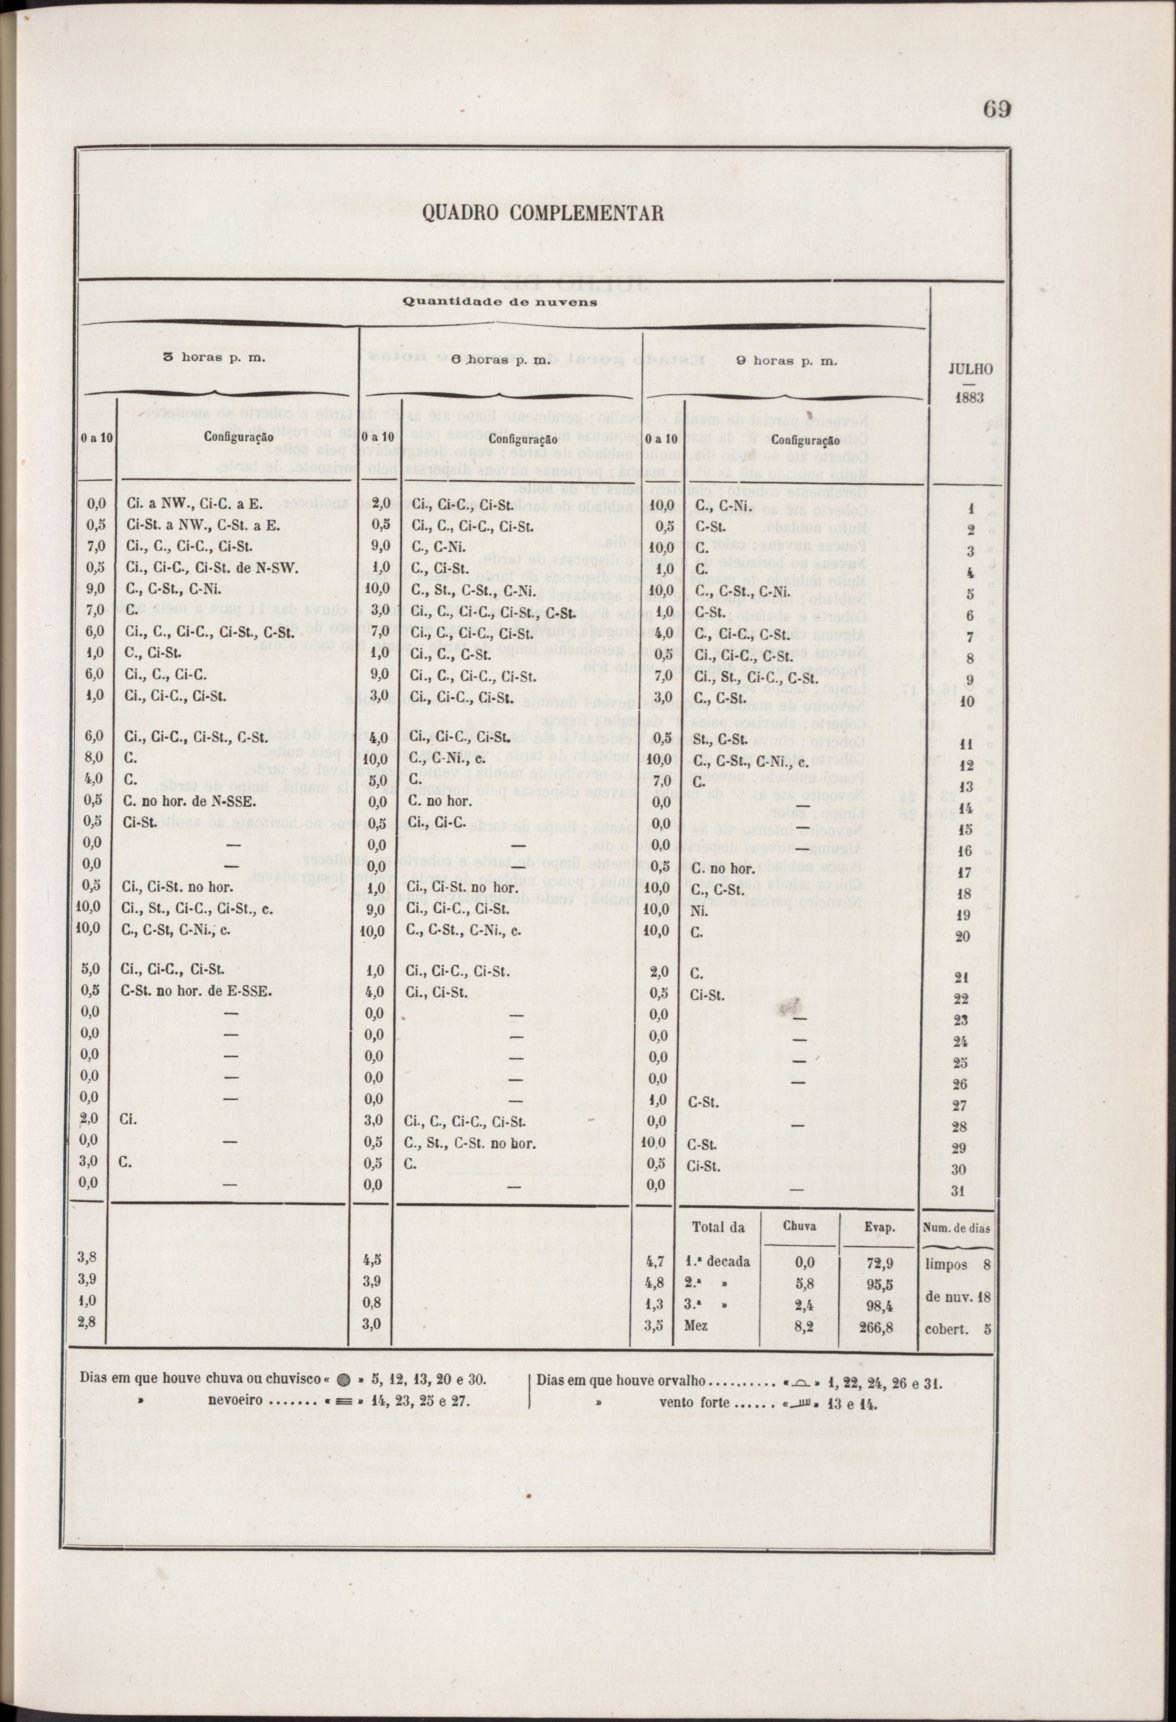 69
QUADRO COMPLEMENTAR
Quantidade de nuvens
3 horas p. m. 6 horas p. m. 9 horas p. m. JULHO
—
1883
0 a 10 Configuração 0 a 10 Configuração 0 a 10 Configuração
0,0 Ci. a NW., Ci-C. a E. 2,0 Ci., Ci-C., Ci-St. 10,0 C., C-Ni. 1
0,5 Ci-St. a NW., C-St. a E. 0,5 Ci., C., Ci-C., Ci-St. 0,5 C-St. 2
7,0 Ci., C., Ci-C., Ci-St. 9,0 C., C-Ni. 10,0 C. 3
0,5 Ci., Ci-C., Ci-St. de N-SW. 1,0 C., Ci-St. 1,0 C. 4
9,0 C., C-St., C-Ni. 10,0 C., St., C-St., C-Ni. 10,0 C., C-St., C-Ni. 5
7,0 C. 3,0 Ci., C., Ci-C., Ci-St., C-St. 1,0 C-St. 6
6,0 Ci., C., Ci-C., Ci-St., C-St. 7,0 Ci., C., Ci-C., Ci-St. 4,0 C., Ci-C., C-St. 7
1,0 C., Ci-St. 1,0 Ci., C., C-St. 0,5 Ci., Ci-C., C-St. 8
6,0 Ci., C., Ci-C. 9,0 Ci., C., Ci-C., Ci-St. 7,0 Ci., St., Ci-C., C-St. 9
1,0 Ci., Ci-C., Ci-St. 3,0 Ci., Ci-C., Ci-St. 3,0 C., C-St. 10
6,0 Ci., Ci-C., Ci-St., C-St. 4,0 Ci., Ci-C., Ci-St. 0,5 St., C-St. 11
8,0 C. 10,0 C., C-Ni., c. 10,0 C., C-St., C-Ni., c. 12
4,0 C. 5,0 C. 7,0 C. 13
0,5 C. no hor. de N-SSE. 0,0 C. no hor. 0,0 — 14
0,5 Ci-St. 0,5 Ci., Ci-C. 0,0 — 15
0,0 — 0,0 — 0,0 — 16
0,0 — 0,0 — 0,5 C. no hor. 17
0,5 Ci., Ci-St. no hor. 1,0 Ci., Ci-St. no hor. 10,0 C., C-St. 18
10,0 Ci., St., Ci-C., Ci-St., c. 9,0 Ci., Ci-C., Ci-St. 10,0 Ni. 19
10,0 C., C-St, C-Ni., c. 10,0 C., C-St., C-Ni., c. 10,0 C. 20
5,0 Ci., Ci-C., Ci-St. 1,0 Ci., Ci-C., Ci-St. 2,0 C. 21
0,5 C-St. no hor. de E-SSE. 4,0 Ci., Ci-St. 0,5 Ci-St. 22
0,0 — 0,0 — 0,0 — 23
0,0 — 0,0 — 0,0 — 24
0,0 — 0,0 — 0,0 — 25
0,0 — 0,0 — 0,0 — 26
0,0 — 0,0 — 1,0 C-St. 27
2,0 Ci. 3,0 Ci., C., Ci-C., Ci-St. 0,0 — 28
0,0 — 0,5 C., St., C-St. no hor. 10,0 C-St. 29
3,0 C. 0,5 C. 0,5 Ci-St. 30
0,0 — 0,0 — 0,0 — 31
Total da Chuva Evap. Num. de dias
3,8 4,5 4,7 1.ª decada 0,0 72,9 limpos 8
3,9 3,9 4,8 2.ª » 5,8 95,5
de nuv. 18
1,0 0,8 1,3 3.ª » 2,4 98,4
2,8 3,0 3,5 Mez 8,2 266,8 cobert. 5
Dias em que houve chuva ou chuvisco « » 5, 12, 13, 20 e 30. Dias em que houve orvalho.......... « » 1, 22, 24, 26 e 31.
» nevoeiro ....... « ≡ » 14, 23, 25 e 27. » vento forte ...... « » 13 e 14.